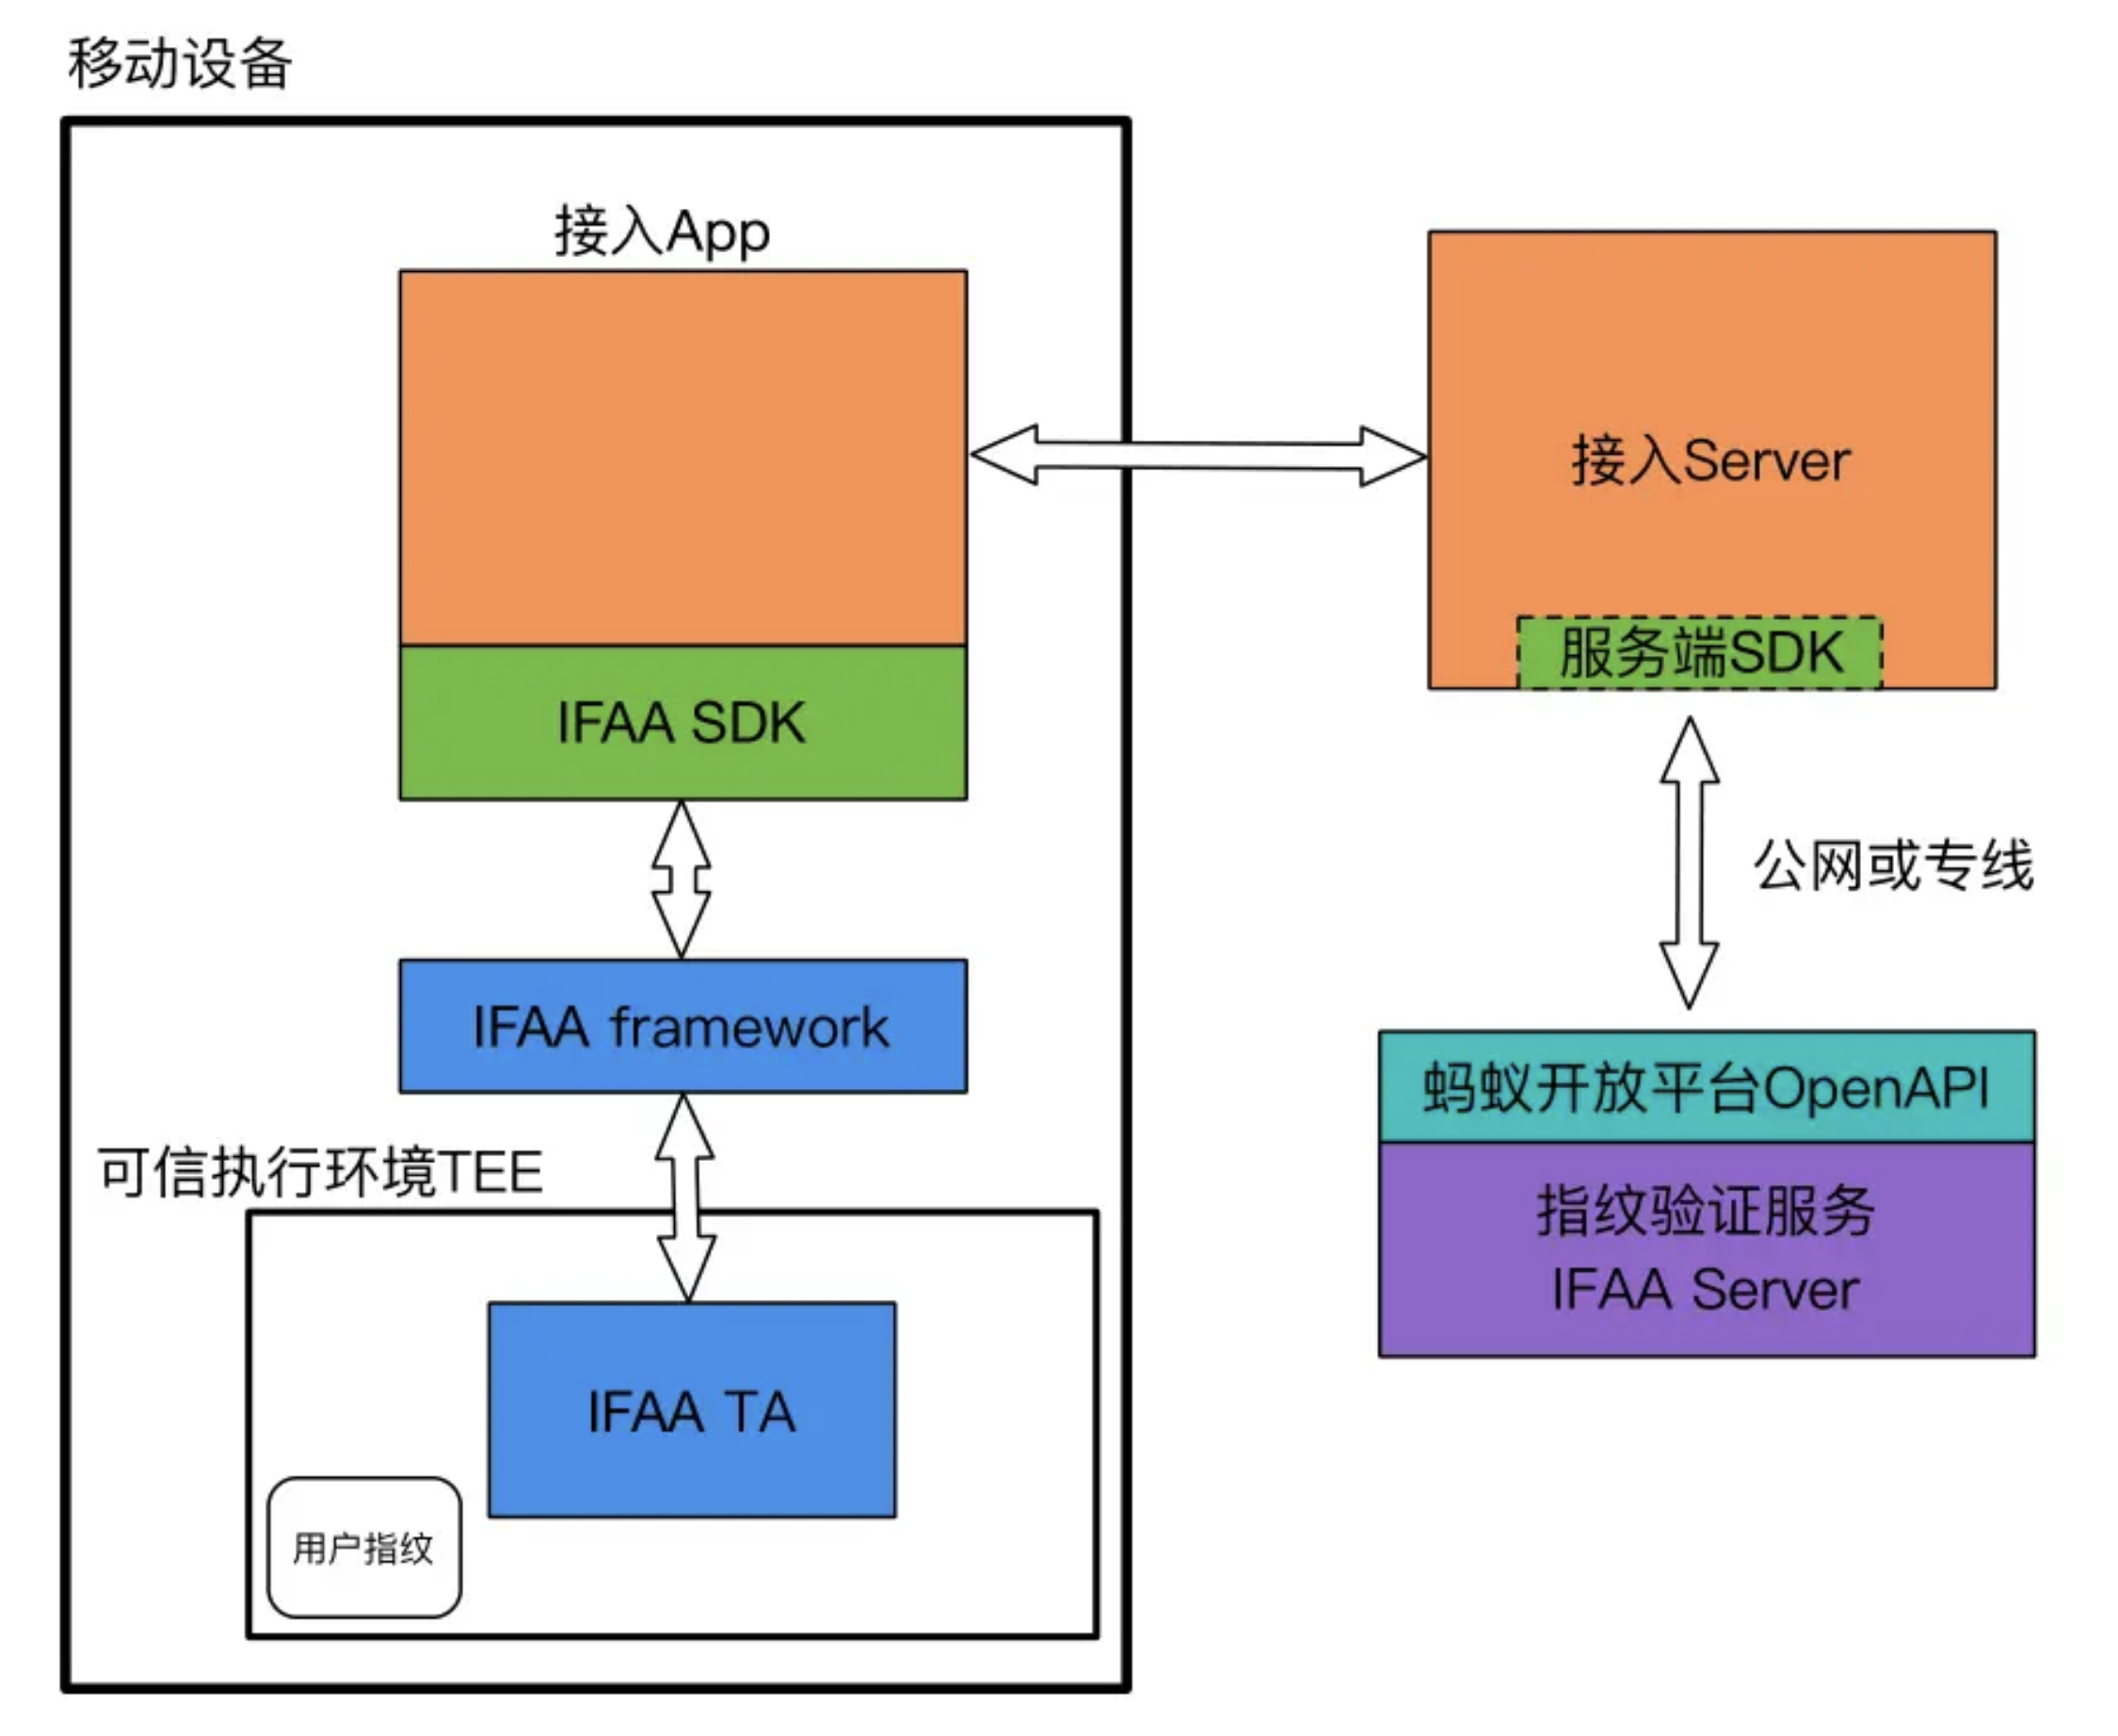 移动设备
接入App
接入Server
服务端SDK
IFAA SDK
公网或专线
IFAA framework
蚂蚁开放平台OpenAPI
可信执行环境TEE
指纹验证服务
IFAA Server
IFAA TA
用户指纹